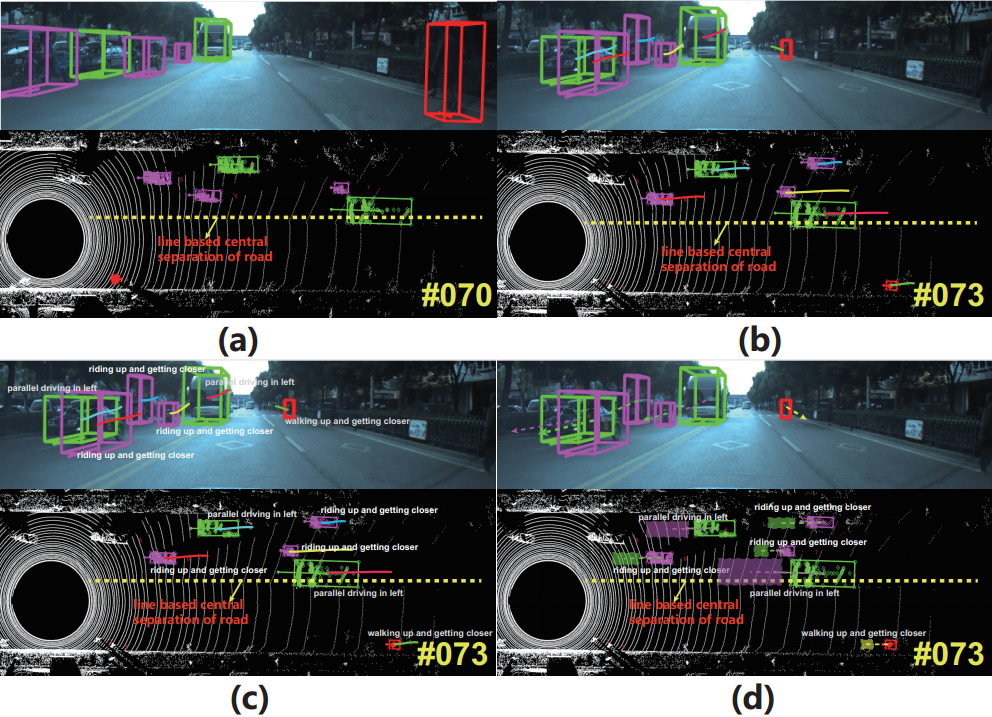 line based central
separation of road
#070
(a)
line based central
separation of road
#073
(b)
riding up and getting closer
parallel driving in left
parallel driving in left
walking up and getting closer
riding up and getting closer
riding up and getting closer
riding up and getting closer
parallel driving in left
riding up and getting closer
riding up and getting closer
parallel driving in left
line based central
separation of road
walking up and getting closer
#073
(c)
riding up and getting closer
parallel driving in left
riding up and getting closer
riding up and getting closer
parallel driving in left
line based central
separation of road
walking up and getting closer
#073
(d)